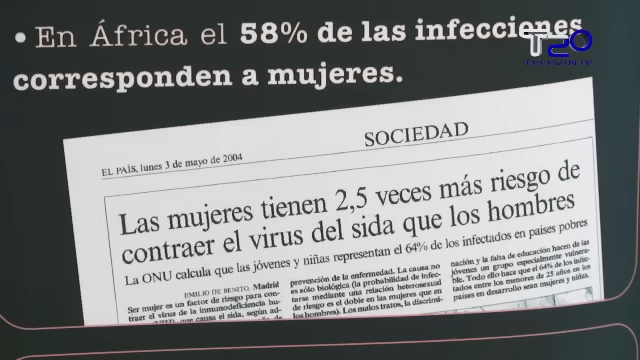 • En África el 58% de las infecciones
corresponden a mujeres.
T20
TELEVINTE
EL PAÍS, lunes 3 de mayo de 2004
SOCIEDAD
Las mujeres tienen 2,5 veces más riesgo de
contraer el virus del sida que los hombres
La ONU calcula que las jóvenes y niñas representan el 64% de los infectados en países pobres
EMILIO DE BENITO, Madrid
Ser mujer es un factor de riesgo para con-
traer el virus de la inmunodeficiencia hu-
que causa el sida, según
prevención de la enfermedad. La causa no
es sólo biológica (la probabilidad de infec-
tarse mediante una relación heterosexual
de riesgo es el doble en las mujeres que en
los hombres). Los malos tratos, la discrimi-
nación y la falta de educación hacen de las
jóvenes un grupo especialmente vulnera-
ble. Todo ello hace que el 64% de los infec-
tados entre los menores de 25 años en los
países en desarrollo sean mujeres y niñas.